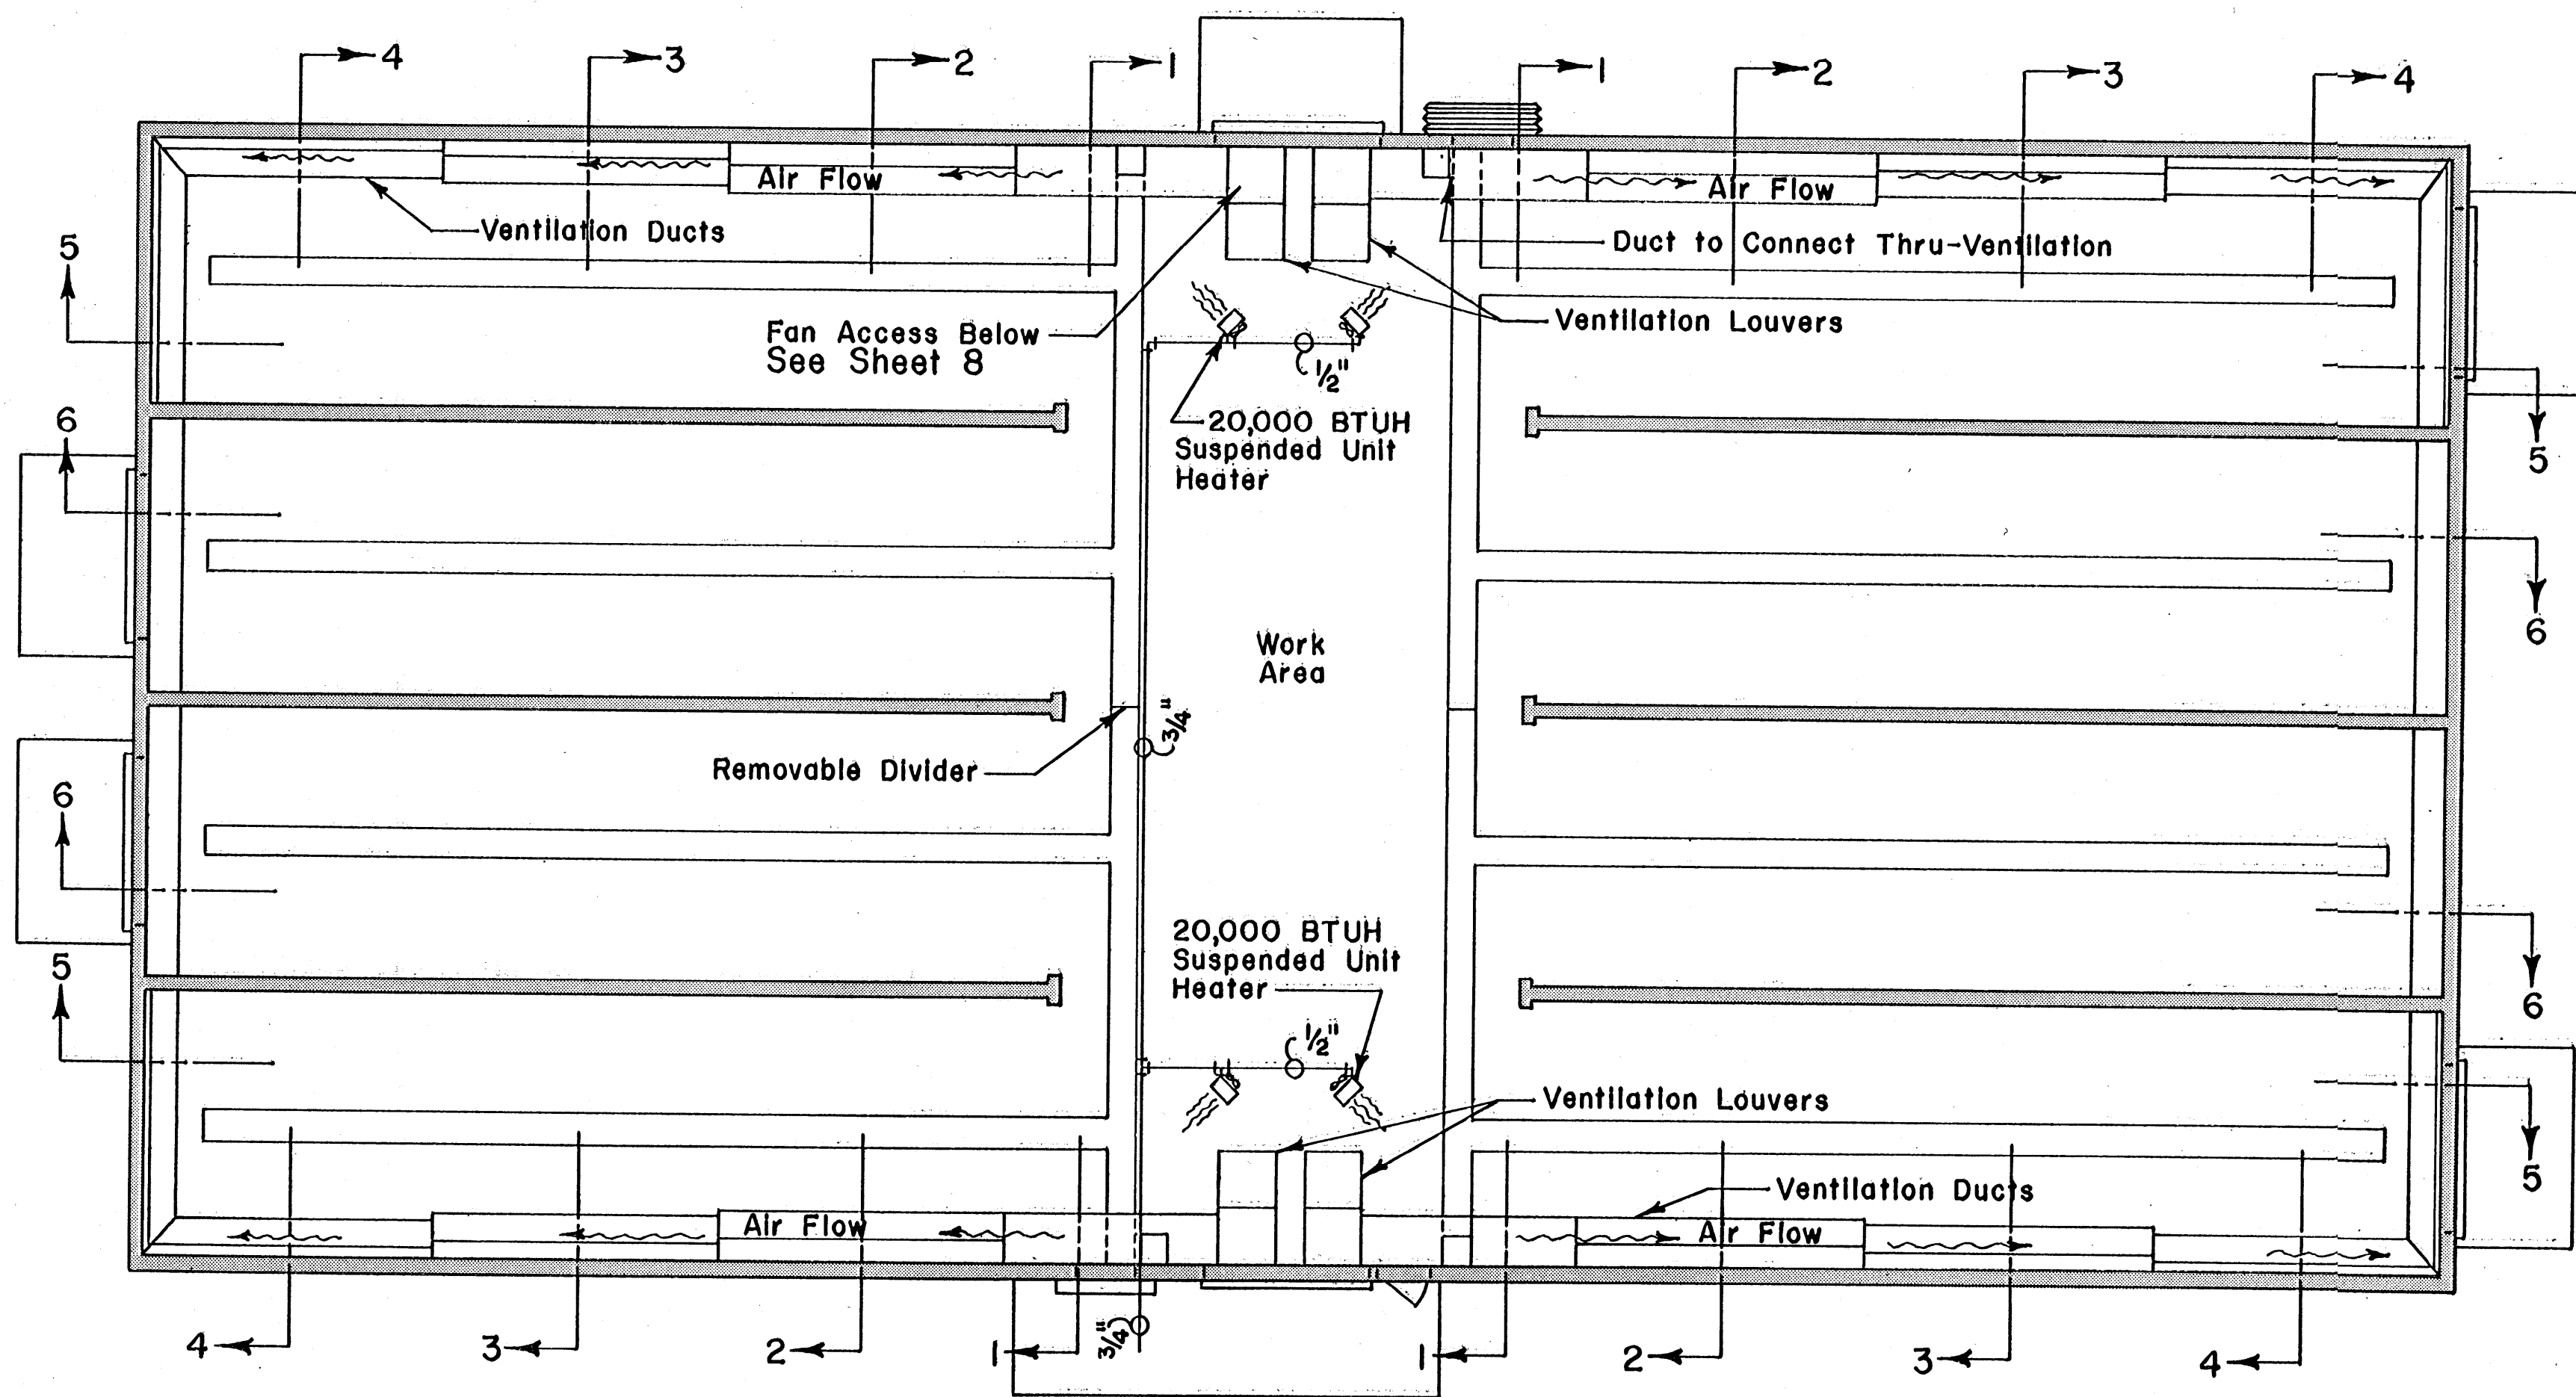 4 3 2 1 1 2 3 4
Air Flow
Air Flow
Ventilation Ducts
Duct to Connect Thru-Ventilation
5
Fan Access Below
See Sheet 8
Ventilation Louvers
1/2"
20,000 BTUH
Suspended Unit
Heater
6
5
Work
Area
6
3/4"
Removable Divider
6
20,000 BTUH
Suspended Unit
Heater
5
6
1/2"
Ventilation Louvers
Ventilation Ducts
5
Air Flow
Air Flow
3/4"
4 3 2 1 1 2 3 4